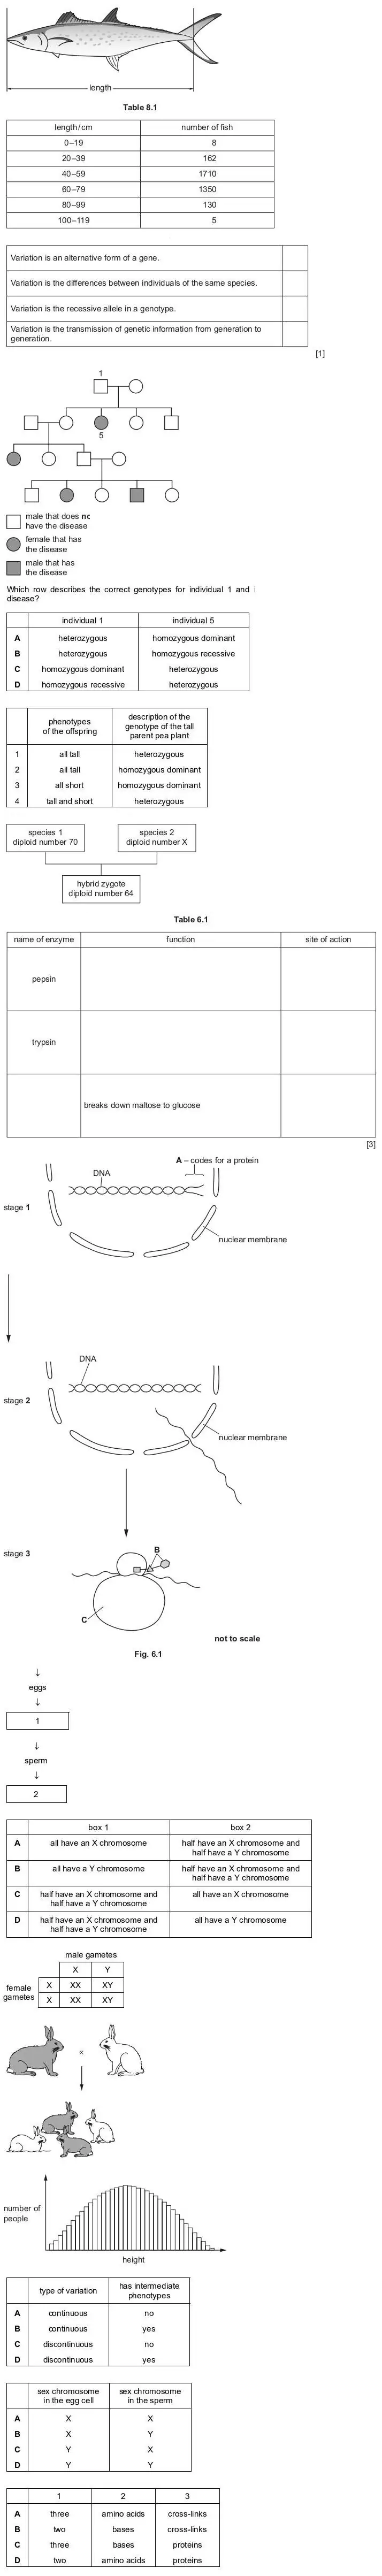 length
Table 8.1
length / cm number of fish
0–19 8
20–39 162
40–59 1710
60–79 1350
80–99 130
100–119 5
Variation is an alternative form of a gene.
Variation is the differences between individuals of the same species.
Variation is the recessive allele in a genotype.
Variation is the transmission of genetic information from generation to
generation.
[1]
1
5
male that does no
have the disease
female that has
the disease
male that has
the disease
Which row describes the correct genotypes for individual 1 and i
disease?
individual 1 individual 5
A heterozygous homozygous dominant
B heterozygous homozygous recessive
C homozygous dominant heterozygous
D homozygous recessive heterozygous
phenotypes
of the offspring
description of the
genotype of the tall
parent pea plant
1 all tall heterozygous
2 all tall homozygous dominant
3 all short homozygous dominant
4 tall and short heterozygous
species 1
diploid number 70
species 2
diploid number X
hybrid zygote
diploid number 64
Table 6.1
name of enzyme function site of action
pepsin
trypsin
breaks down maltose to glucose
[3]
A – codes for a protein
DNA
stage 1
nuclear membrane
DNA
stage 2
nuclear membrane
stage 3
B
C
not to scale
Fig. 6.1
↓
eggs
↓
1
↓
sperm
↓
2
box 1 box 2
A all have an X chromosome half have an X chromosome and
half have a Y chromosome
B all have a Y chromosome half have an X chromosome and
half have a Y chromosome
C half have an X chromosome and
half have a Y chromosome all have an X chromosome
D half have an X chromosome and
half have a Y chromosome all have a Y chromosome
male gametes
X Y
female
gametes
X XX XY
X XX XY
×
number of
people
height
type of variation has intermediate
phenotypes
A continuous no
B continuous yes
C discontinuous no
D discontinuous yes
sex chromosome
in the egg cell
sex chromosome
in the sperm
A X X
B X Y
C Y X
D Y Y
1 2 3
A three amino acids cross-links
B two bases cross-links
C three bases proteins
D two amino acids proteins